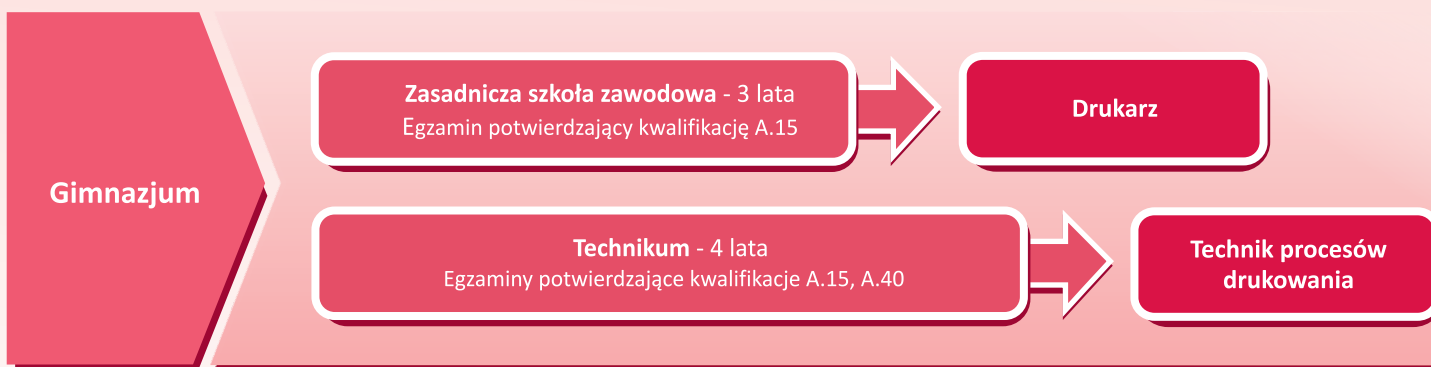 Gimnazjum
Zasadnicza szkoła zawodowa - 3 lata
Egzamin potwierdzający kwalifikację A.15
Drukarz
Technikum - 4 lata
Egzaminy potwierdzające kwalifikacje A.15, A.40
Technik procesów
drukowania